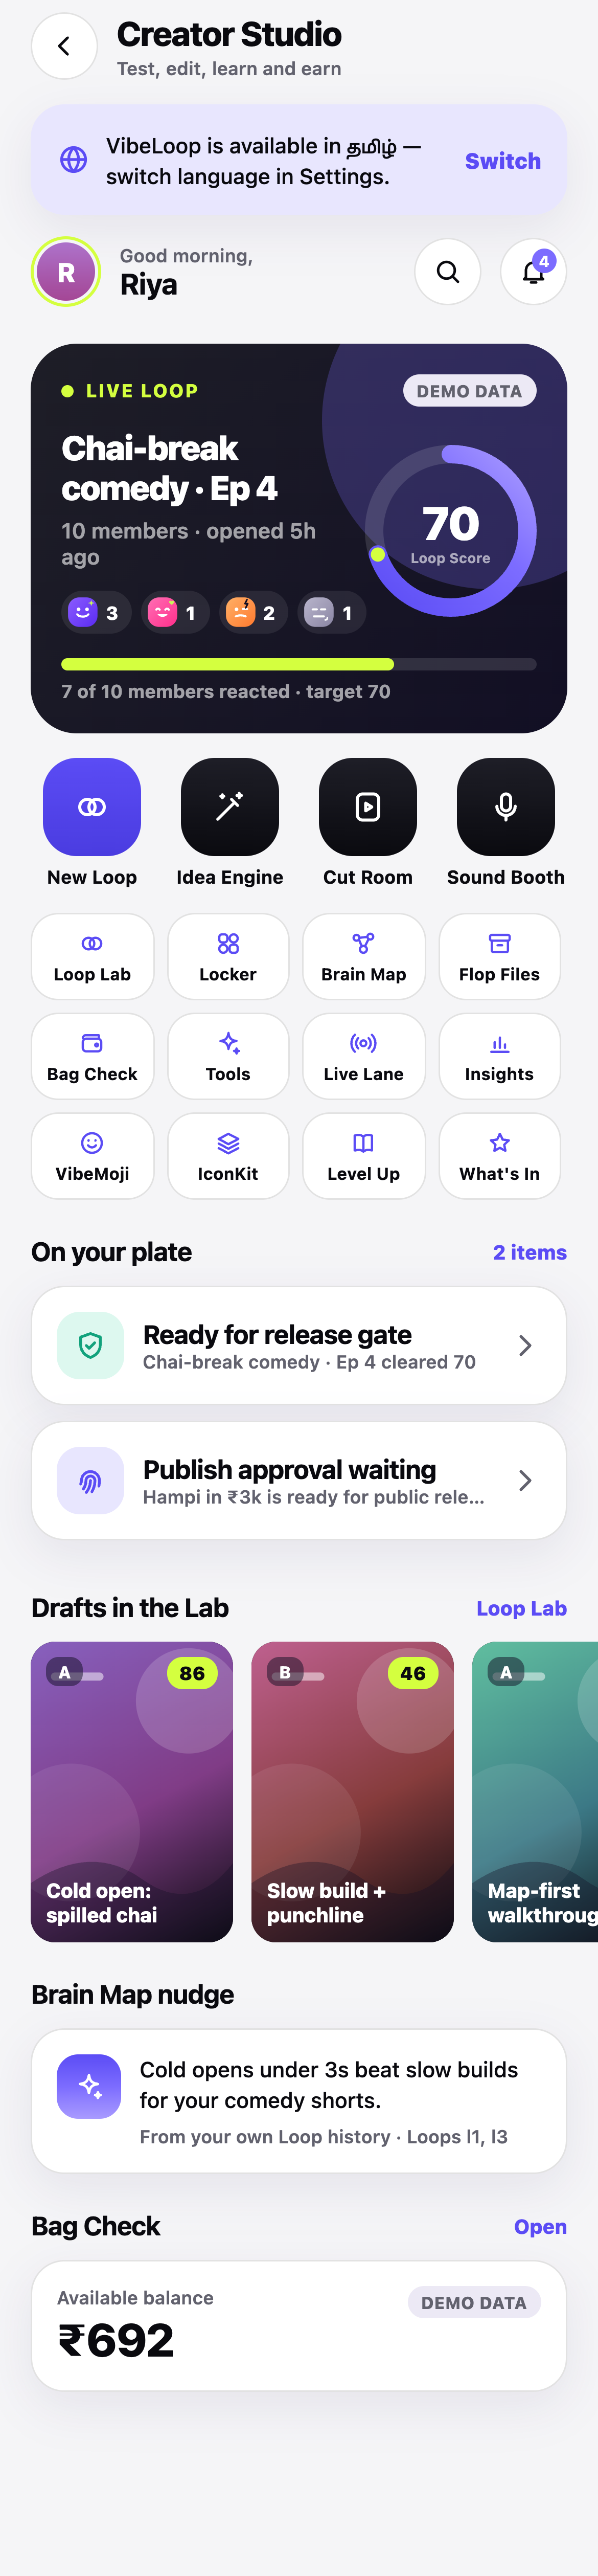 Creator Studio
Test, edit, learn and earn
VibeLoop is available in தமிழ் —
switch language in Settings.
Switch
R
Good morning,
Riya
4
LIVE LOOP
DEMO DATA
Chai-break
comedy · Ep 4
10 members · opened 5h
ago
70
Loop Score
3
1
2
1
7 of 10 members reacted · target 70
New Loop
Idea Engine
Cut Room
Sound Booth
Loop Lab
Locker
Brain Map
Flop Files
Bag Check
Tools
Live Lane
Insights
VibeMoji
IconKit
Level Up
What's In
On your plate
2 items
Ready for release gate
Chai-break comedy · Ep 4 cleared 70
Publish approval waiting
Hampi in ₹3k is ready for public rele...
Drafts in the Lab
Loop Lab
A
86
B
46
A
Cold open:
spilled chai
Slow build +
punchline
Map-first
walkthroug
Brain Map nudge
Cold opens under 3s beat slow builds
for your comedy shorts.
From your own Loop history · Loops l1, l3
Bag Check
Open
Available balance
DEMO DATA
₹692